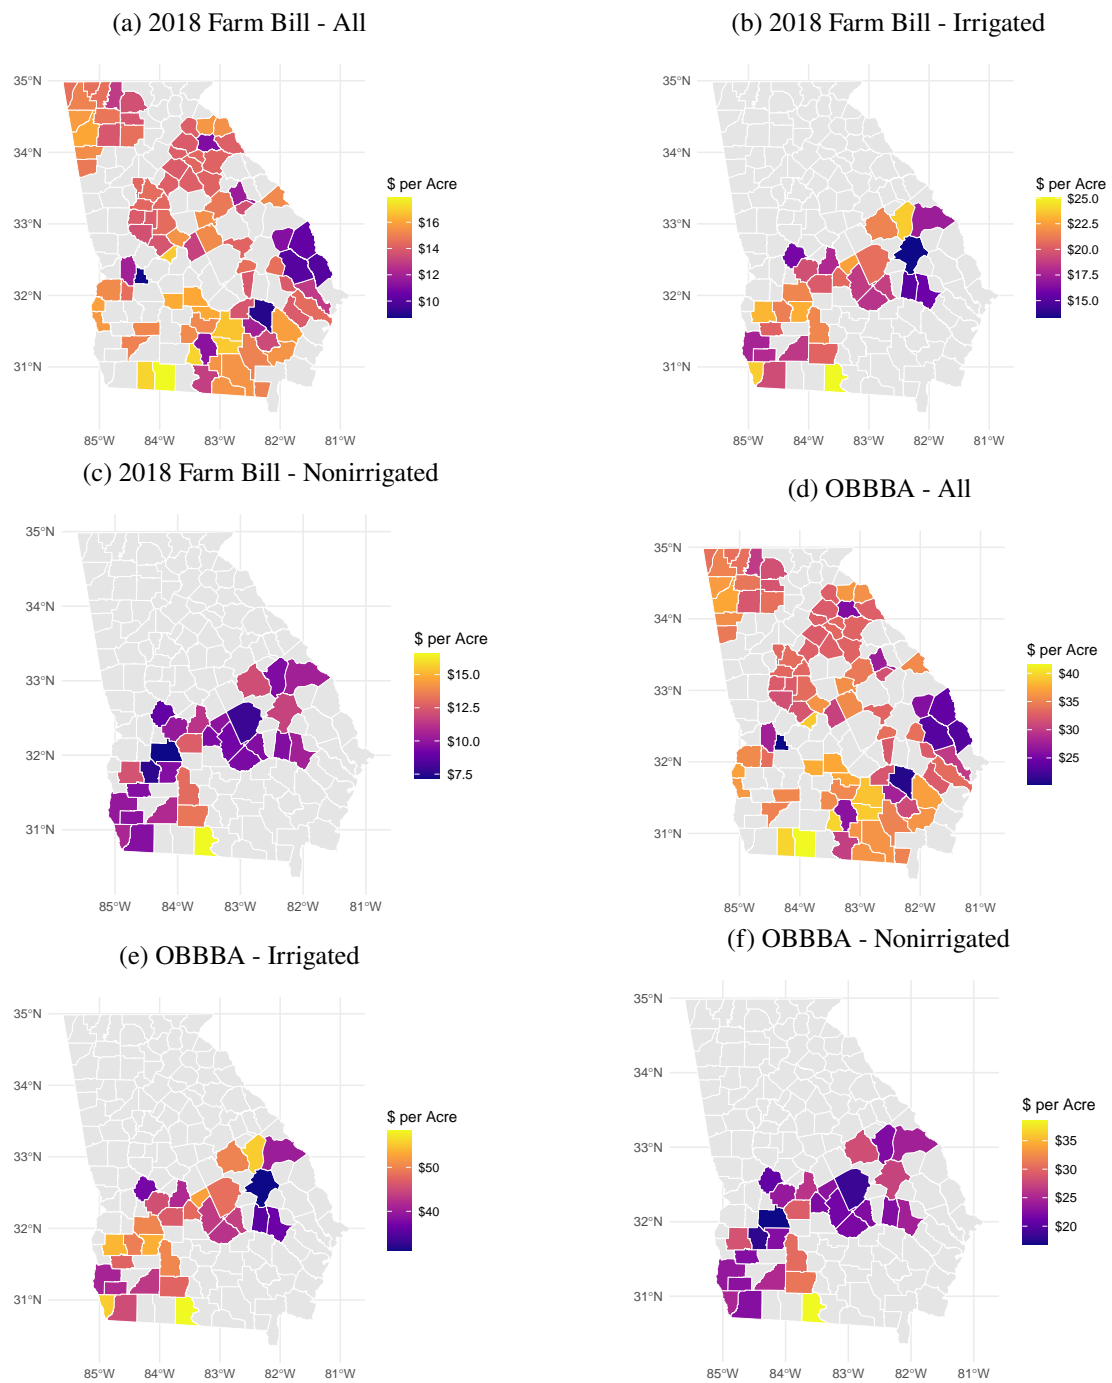 (a) 2018 Farm Bill - All
35°N
34°N
33°N
32°N
31°N
85°W 84°W 83°W 82°W 81°W
$ per Acre
$16
$14
$12
$10
(b) 2018 Farm Bill - Irrigated
35°N
34°N
33°N
32°N
31°N
85°W 84°W 83°W 82°W 81°W
$ per Acre
$25.0
$22.5
$20.0
$17.5
$15.0
(c) 2018 Farm Bill - Nonirrigated
35°N
34°N
33°N
32°N
31°N
85°W 84°W 83°W 82°W 81°W
$ per Acre
$15.0
$12.5
$10.0
$7.5
(d) OBBBA - All
35°N
34°N
33°N
32°N
31°N
85°W 84°W 83°W 82°W 81°W
$ per Acre
$40
$35
$30
$25
(e) OBBBA - Irrigated
35°N
34°N
33°N
32°N
31°N
85°W 84°W 83°W 82°W 81°W
$ per Acre
$50
$40
(f) OBBBA - Nonirrigated
35°N
34°N
33°N
32°N
31°N
85°W 84°W 83°W 82°W 81°W
$ per Acre
$35
$30
$25
$20